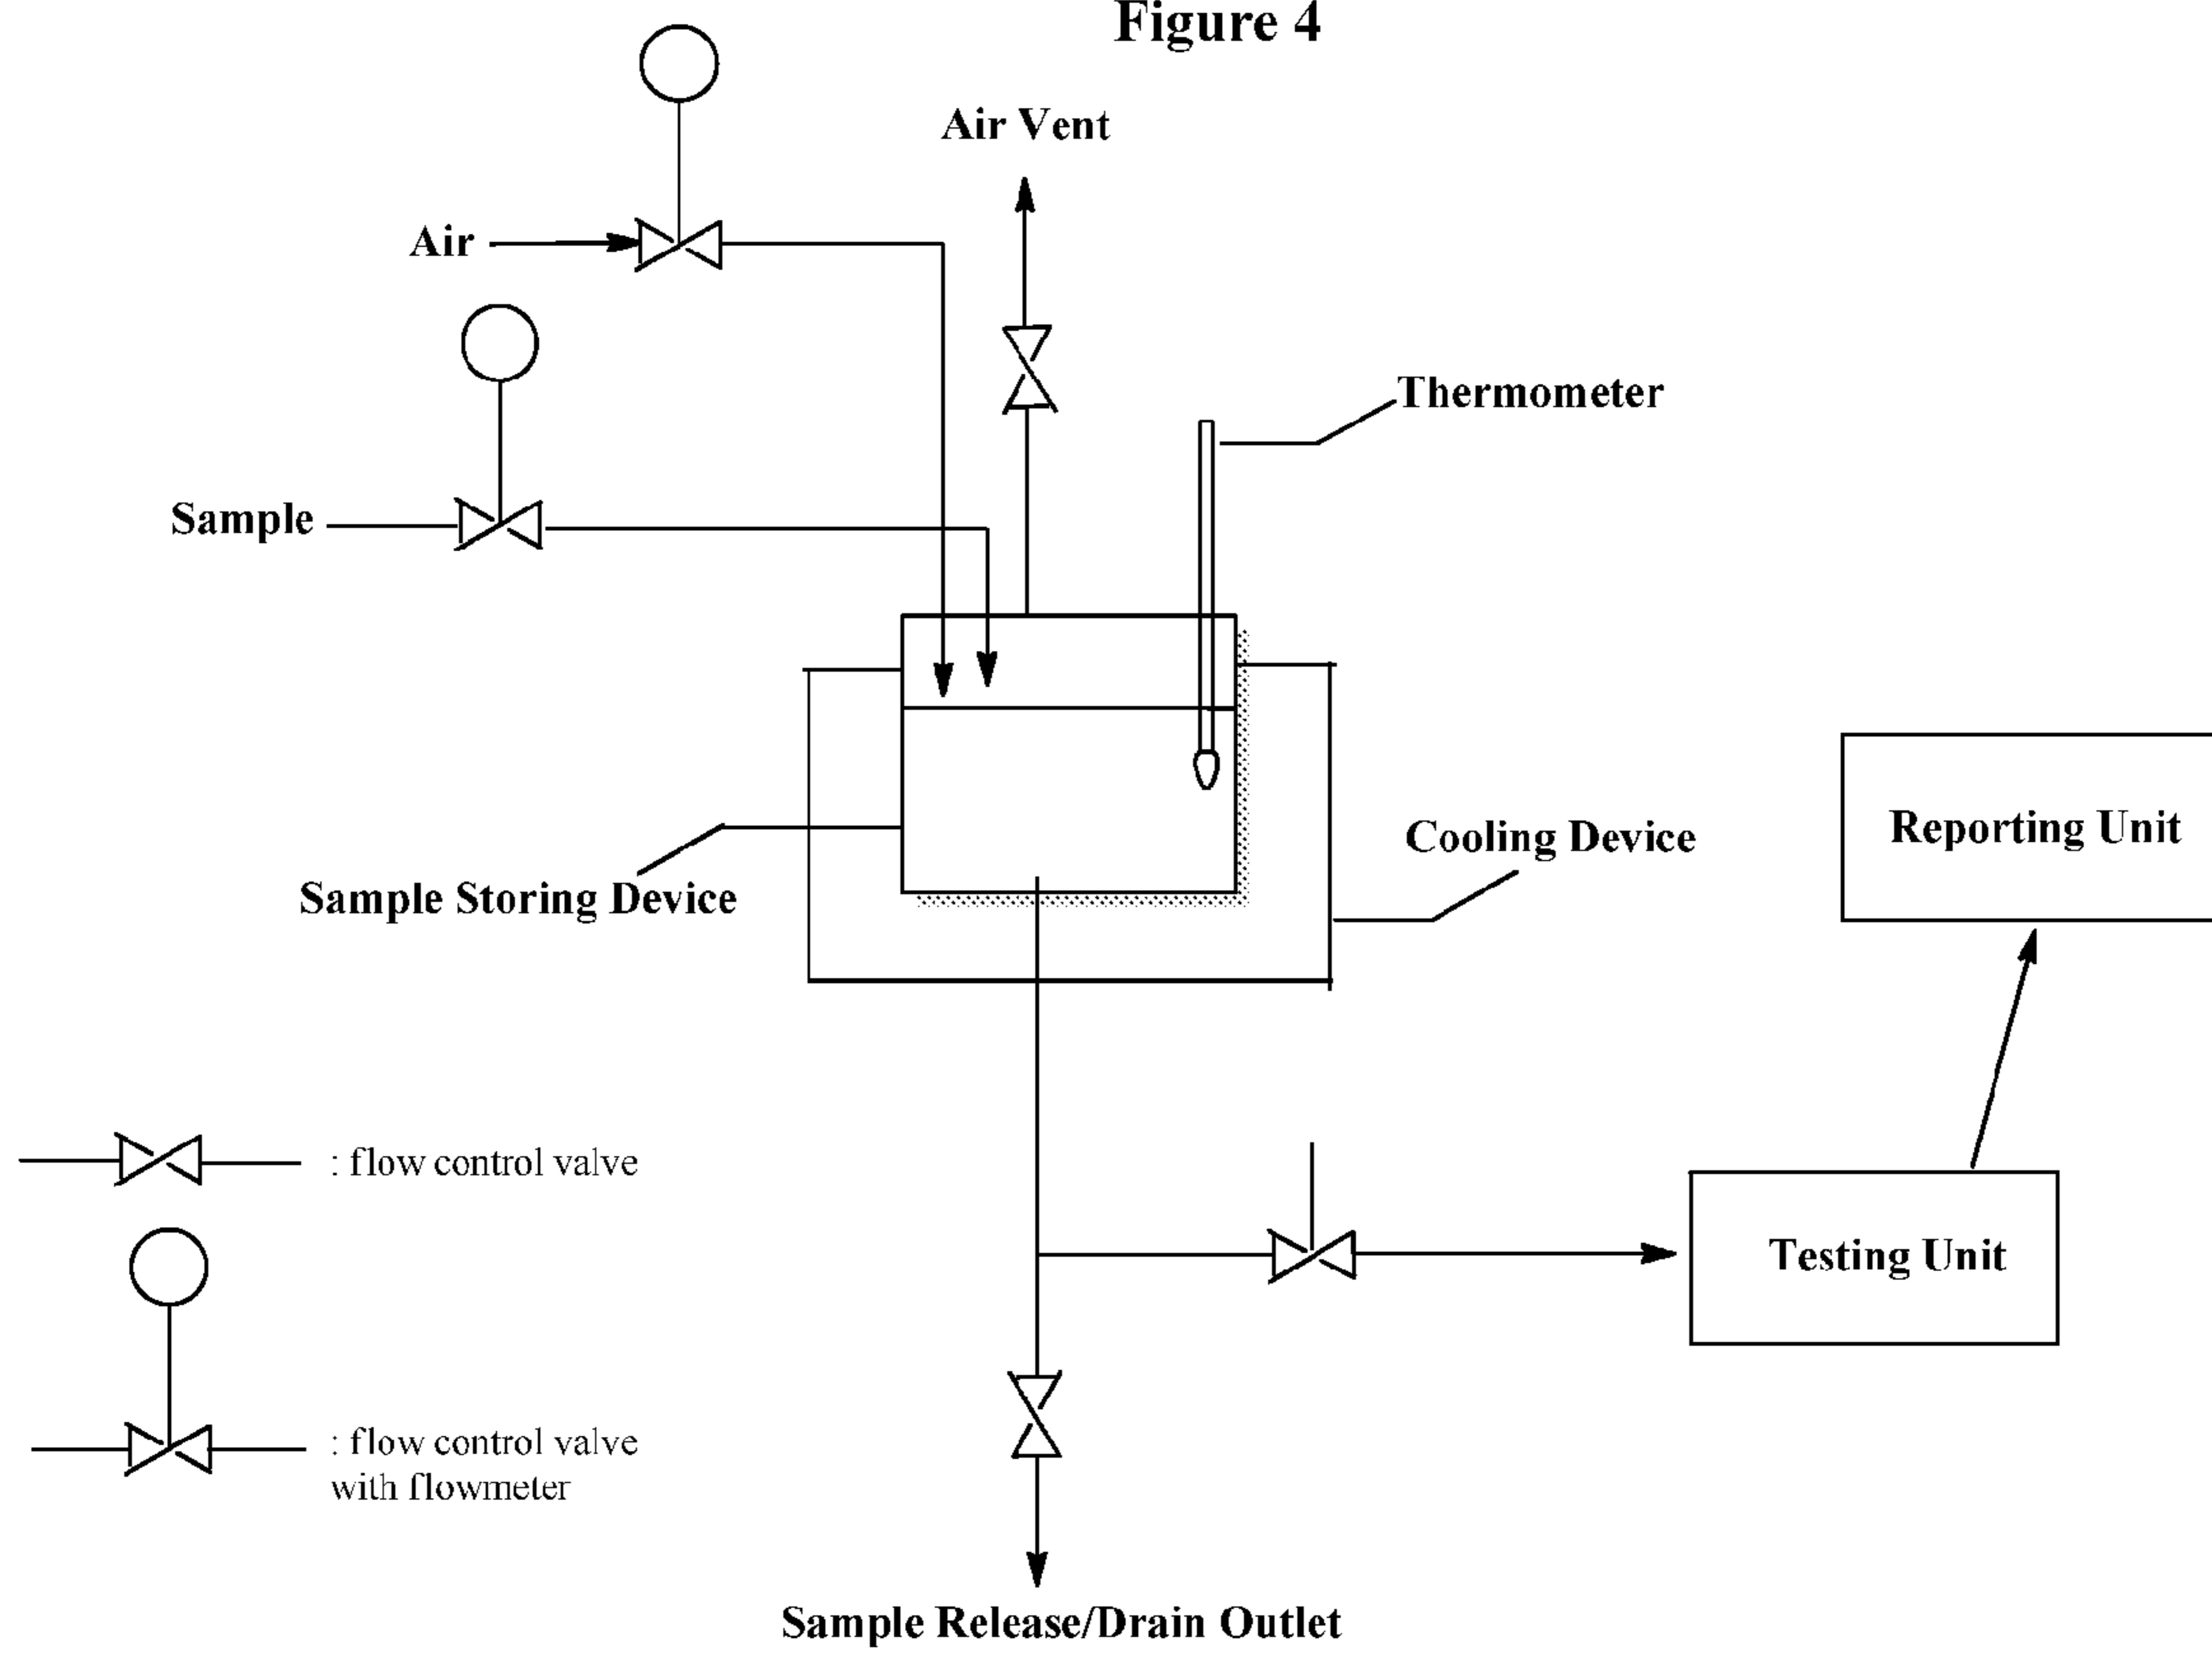 Figure 4
Air Vent
Air
Thermometer
Sample
Cooling Device
Reporting Unit
Sample Storing Device
: flow control valve
Testing Unit
: flow control valve
with flowmeter
Sample Release/Drain Outlet